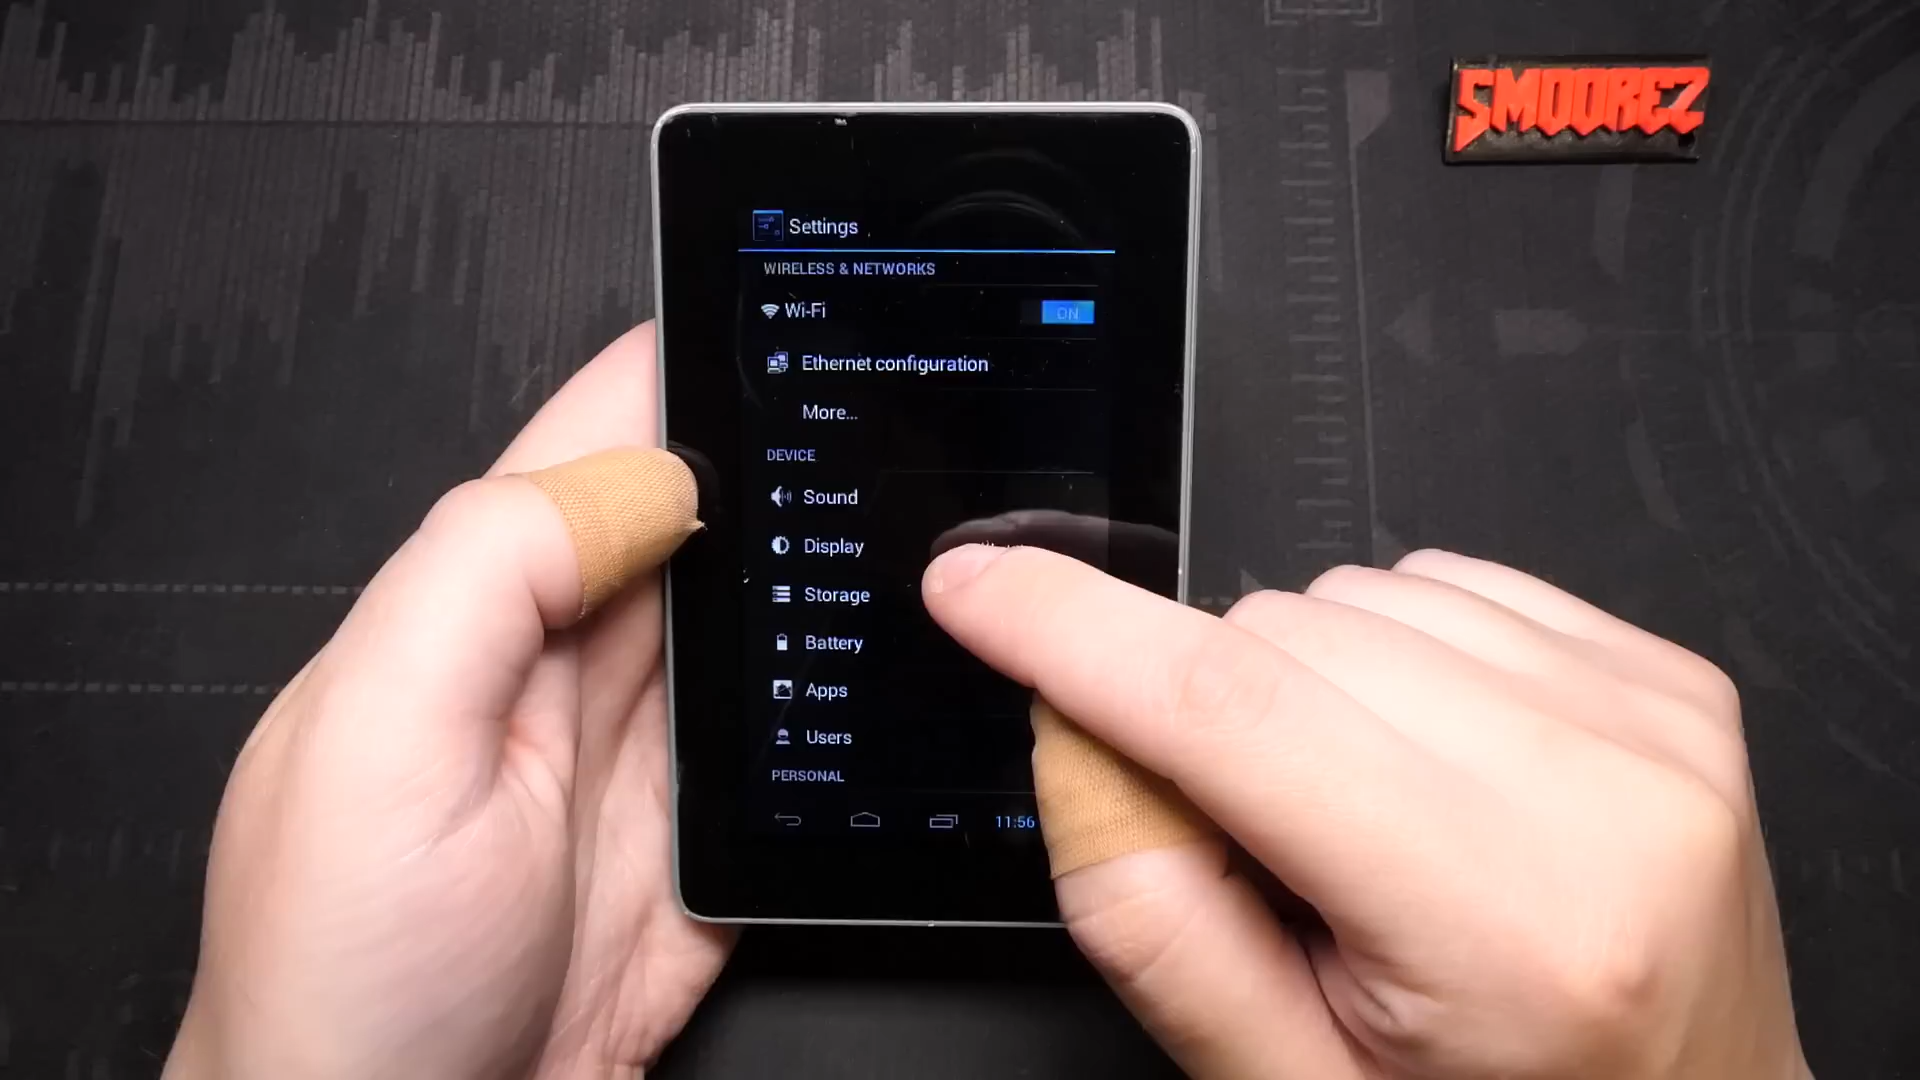 SMOOREZ
Settings
WIRELESS & NETWORKS
Wi-Fi
ON
Ethernet configuration
More...
DEVICE
Sound
Display
Storage
Battery
Apps
Users
PERSONAL
11:56